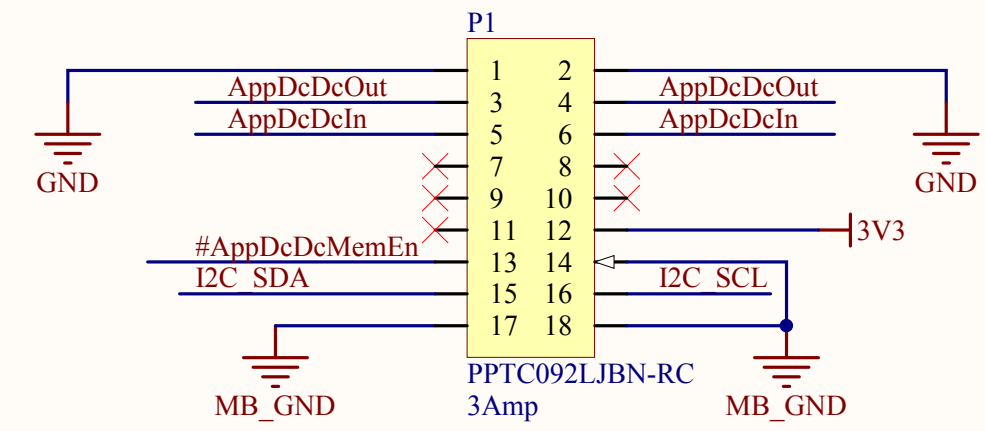 P1
1 2
AppDcDcOut 3 4 AppDcDcOut
AppDcDcIn 5 6 AppDcDcIn
7 8
GND GND
9 10
11 12 3V3
#AppDcDcMemEn 13 14
I2C_SDA 15 16 I2C_SCL
17 18
PPTC092LJBN-RC
MB_GND 3Amp MB_GND